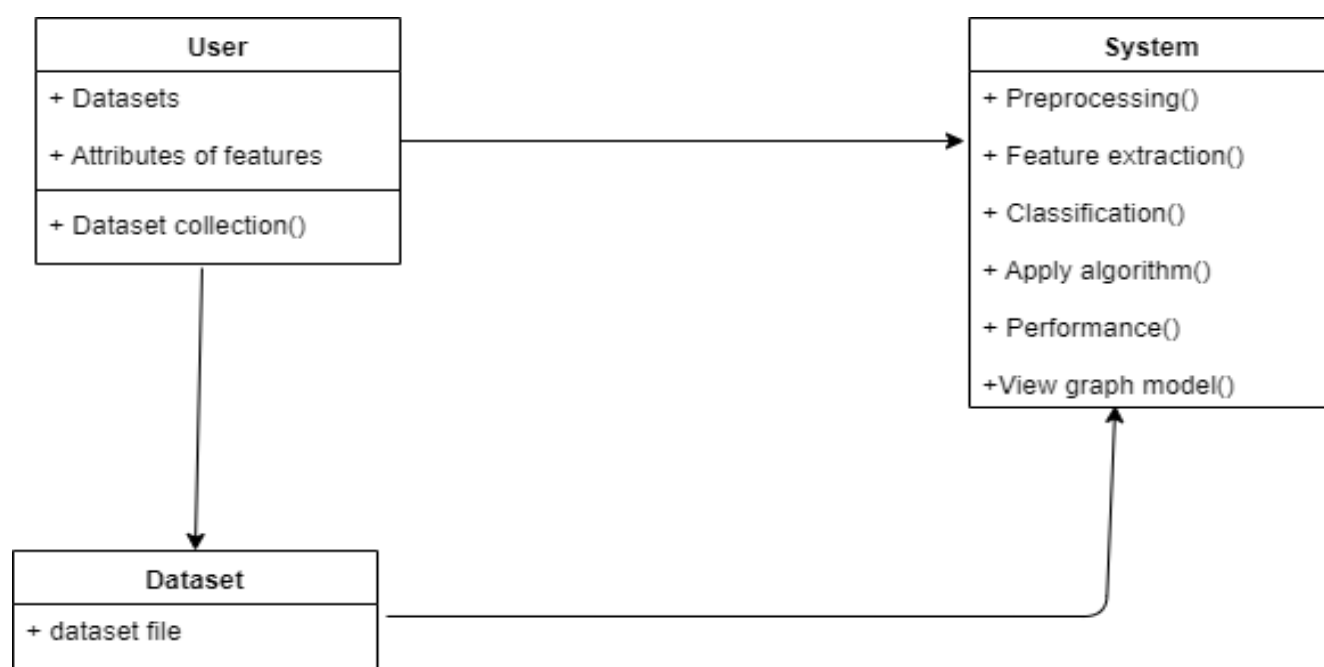 User
+ Datasets
+ Attributes of features
+ Dataset collection()
System
+ Preprocessing()
+ Feature extraction()
+ Classification()
+ Apply algorithm()
+ Performance()
+View graph model()
Dataset
+ dataset file